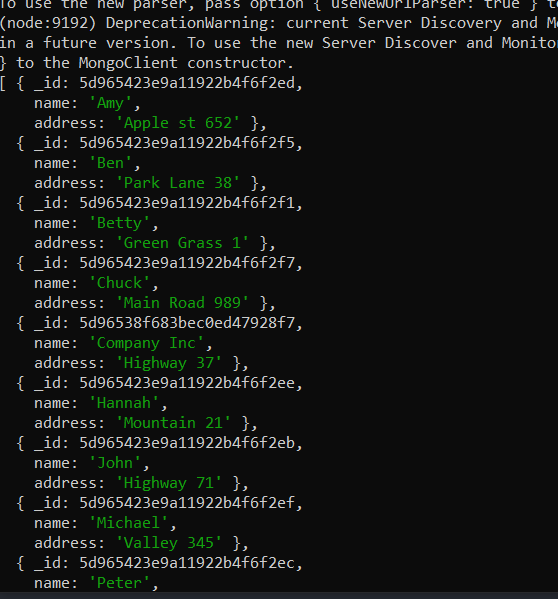 To use the new parser, pass option { useNewUrlParser: true } to
(node:9192) DeprecationWarning: current Server Discovery and Mo
in a future version. To use the new Server Discover and Monito
} to the MongoClient constructor.
[ { _id: 5d965423e9a11922b4f6f2ed,
name: 'Amy',
address: 'Apple st 652' },
{ _id: 5d965423e9a11922b4f6f2f5,
name: 'Ben',
address: 'Park Lane 38' },
{ _id: 5d965423e9a11922b4f6f2f1,
name: 'Betty',
address: 'Green Grass 1' },
{ _id: 5d965423e9a11922b4f6f2f7,
name: 'Chuck',
address: 'Main Road 989' },
{ _id: 5d96538f683bec0ed47928f7,
name: 'Company Inc',
address: 'Highway 37' },
{ _id: 5d965423e9a11922b4f6f2ee,
name: 'Hannah',
address: 'Mountain 21' },
{ _id: 5d965423e9a11922b4f6f2eb,
name: 'John',
address: 'Highway 71' },
{ _id: 5d965423e9a11922b4f6f2ef,
name: 'Michael',
address: 'Valley 345' },
{ _id: 5d965423e9a11922b4f6f2ec,
name: 'Peter',